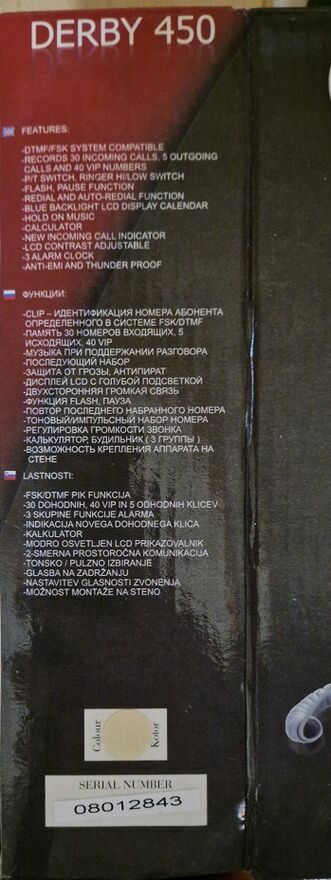 DERBY 450
FEATURES:
-DTMF/FSK SYSTEM COMPATIBLE
-RECORDS 30 INCOMING CALLS, 5 OUTGOING
CALLS AND 40 VIP NUMBERS
-P/T SWITCH, RINGER HI/LOW SWITCH
-FLASH, PAUSE FUNCTION
-REDIAL AND AUTO-REDIAL FUNCTION
-BLUE BACKLIGHT LCD DISPLAY CALENDAR
-HOLD ON MUSIC
-CALCULATOR
-NEW INCOMING CALL INDICATOR
-LCD CONTRAST ADJUSTABLE
-3 ALARM CLOCK
-ANTI-EMI AND THUNDER PROOF
ФУНКЦИИ:
-CLIP – ИДЕНТИФИКАЦИЯ НОМЕРА АБОНЕНТА
ОПРЕДЕЛЕННОГО В СИСТЕМЕ FSK/DTMF
-ПАМЯТЬ 30 НОМЕРОВ ВХОДЯЩИХ, 5
ИСХОДЯЩИХ, 40 VIP
-МУЗЫКА ПРИ ПОДДЕРЖАНИИ РАЗГОВОРА
-ПОСЛЕДУЮЩИЙ НАБОР
-ЗАЩИТА ОТ ГРОЗЫ, АНТИПИРАТ
-ДИСПЛЕЙ LCD С ГОЛУБОЙ ПОДСВЕТКОЙ
-ДВУХСТОРОННЯЯ ГРОМКАЯ СВЯЗЬ
-ФУНКЦИЯ FLASH, ПАУЗА
-ПОВТОР ПОСЛЕДНЕГО НАБРАННОГО НОМЕРА
-ТОНОВЫЙ/ИМПУЛЬСНЫЙ НАБОР НОМЕРА
-РЕГУЛИРОВКА ГРОМКОСТИ ЗВОНКА
-КАЛЬКУЛЯТОР, БУДИЛЬНИК ( 3 ГРУППЫ )
-ВОЗМОЖНОСТЬ КРЕПЛЕНИЯ АППАРАТА НА
СТЕНЕ
LASTNOSTI:
-FSK/DTMF PIK FUNKCIJA
-30 DOHODNIH, 40 VIP IN 5 ODHODNIH KLICEV
-3 SKUPINE FUNKCIJE ALARMA
-INDIKACIJA NOVEGA DOHODNEGA KLICA
-KALKULATOR
-MODRO OSVETLJEN LCD PRIKAZOVALNIK
-2-SMERNA PROSTOROČNA KOMUNIKACIJA
-TONSKO / PULZNO IZBIRANJE
-GLASBA NA ZADRŽANJU
-NASTAVITEV GLASNOSTI ZVONENJA
-MOŽNOST MONTAŽE NA STENO
Colour
Kolor
SERIAL NUMBER
08012843